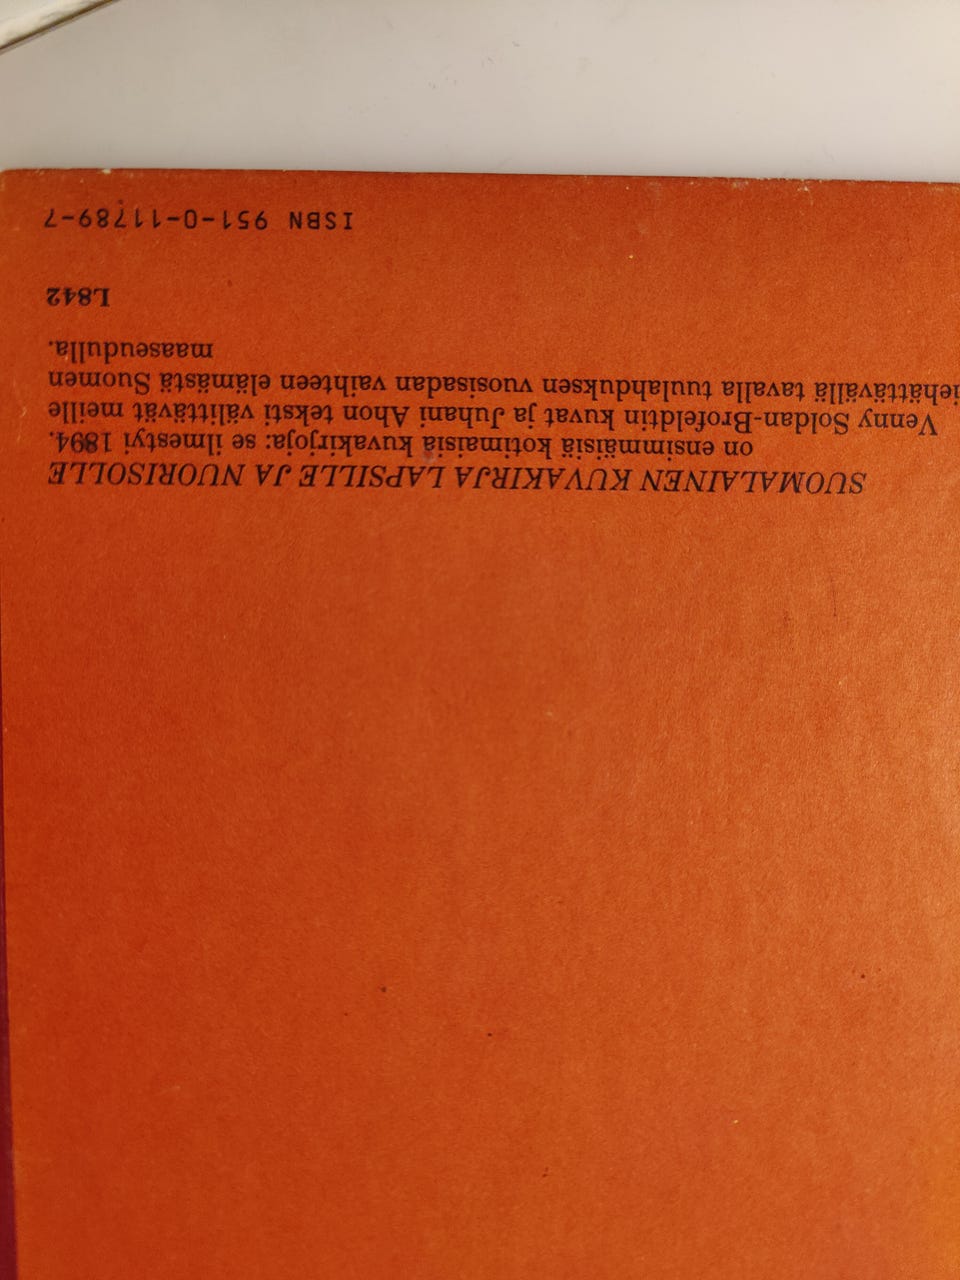 SUOMALAINEN KUVAKIRJA LAPSILLE JA NUORISOLLE
on ensimmäisiä kotimaisia kuvakirjoja: se ilmestyi 1894.
Venny Soldan-Brofeldtin kuvat ja Juhani Ahon teksti välittävät meille
iehättävällä tavalla tuulahduksen vuosisadan vaihteen elämästä Suomen
maaseudulla.
L842
ISBN 951-0-11789-7